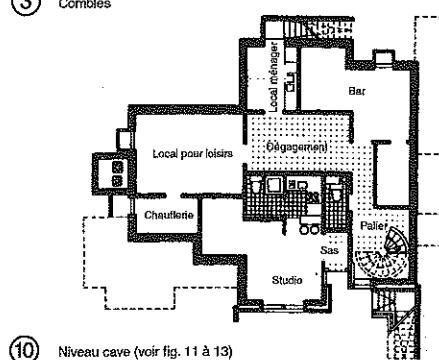 3 Combles
Local ménager
Bar
Local pour loisirs
Dégagement
Chaufferie
Palier
Sas
Studio
10 Niveau cave (voir fig. 11 à 13)